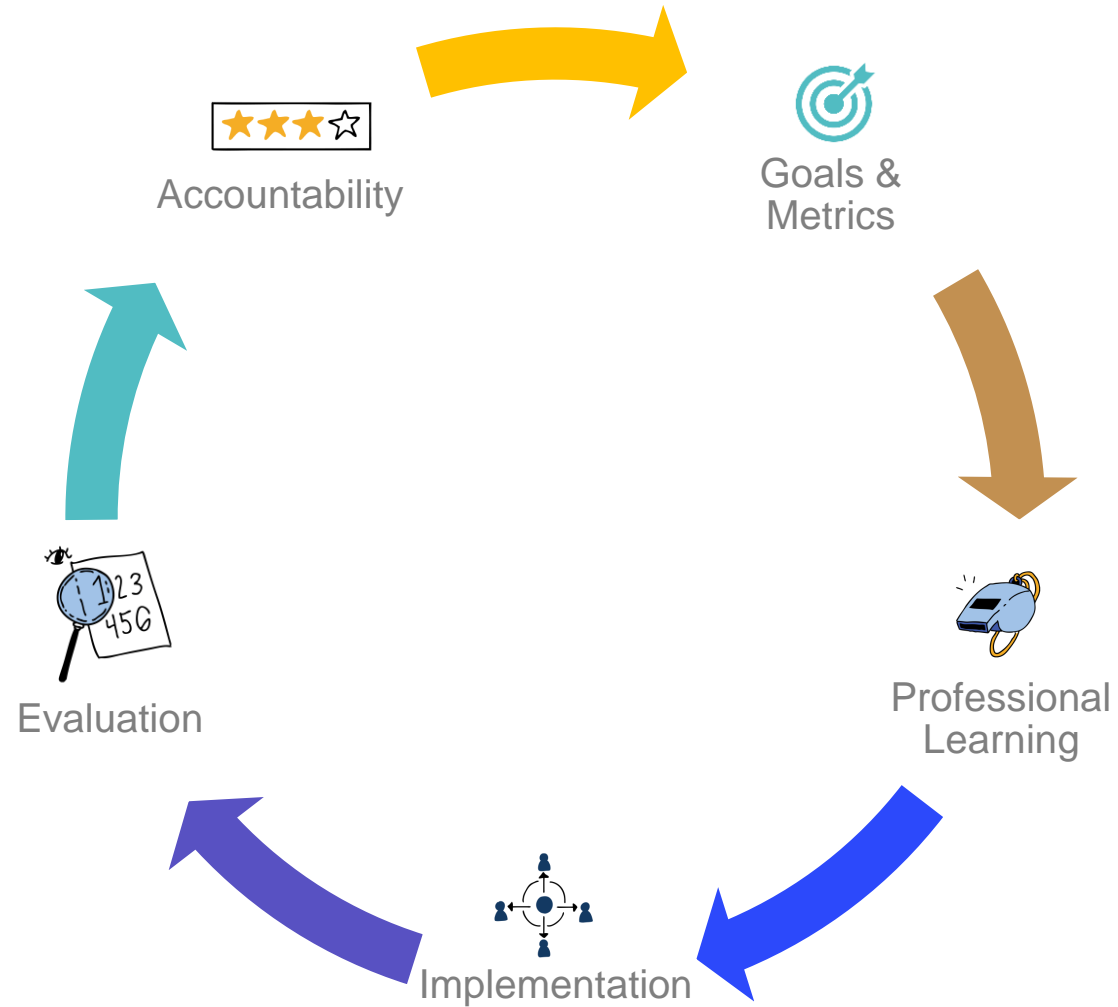 Accountability
Goals &
Metrics
123
456
Evaluation
Professional
Learning
Implementation